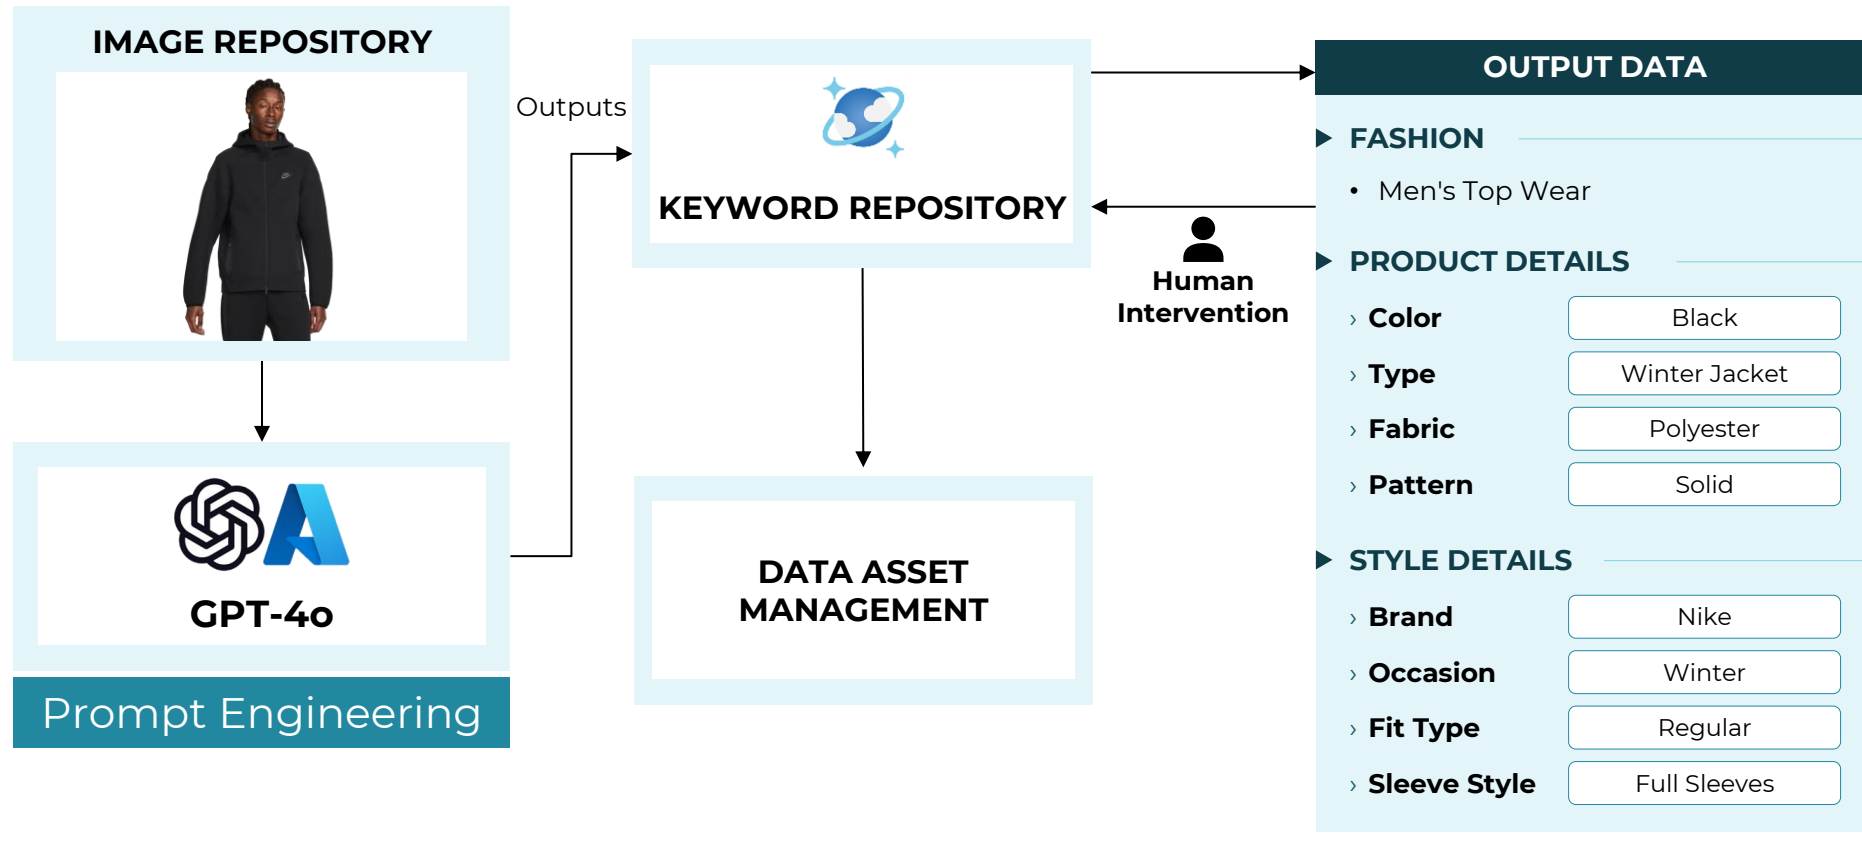 IMAGE REPOSITORY
GPT-4o
Prompt Engineering
Outputs
KEYWORD REPOSITORY
DATA ASSET
MANAGEMENT
Human
Intervention
OUTPUT DATA
FASHION
• Men's Top Wear
PRODUCT DETAILS
› Color Black
› Type Winter Jacket
› Fabric Polyester
› Pattern Solid
STYLE DETAILS
› Brand Nike
› Occasion Winter
› Fit Type Regular
› Sleeve Style Full Sleeves